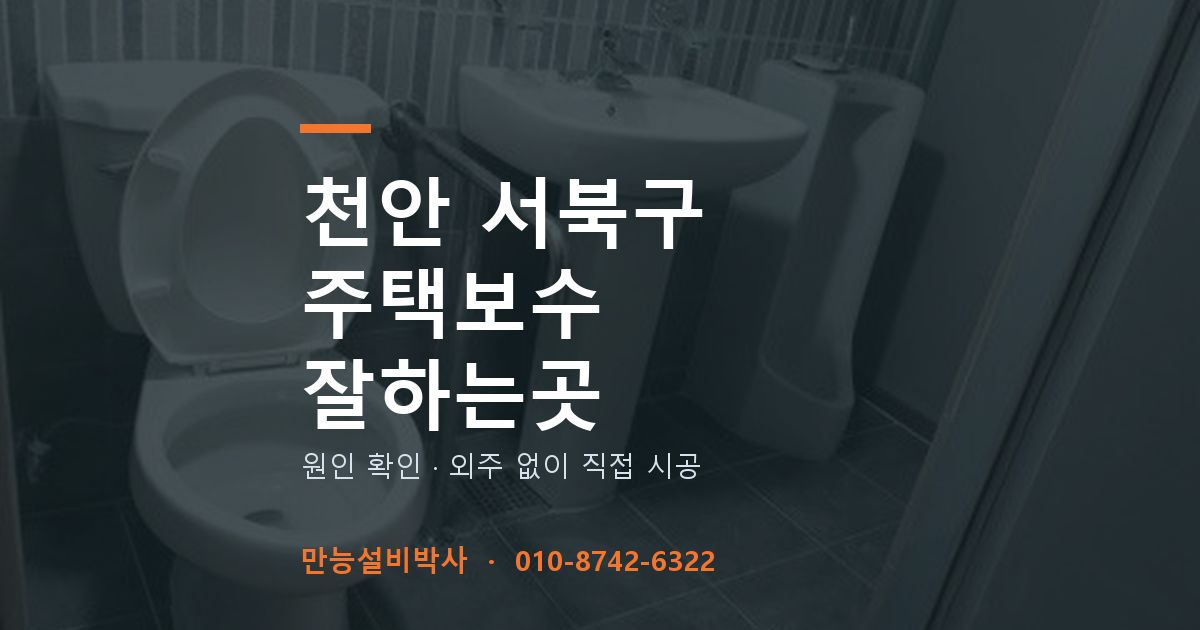 천안 서북구
주택보수
잘하는곳
원인 확인 · 외주 없이 직접 시공
만능설비박사 · 010-8742-6322